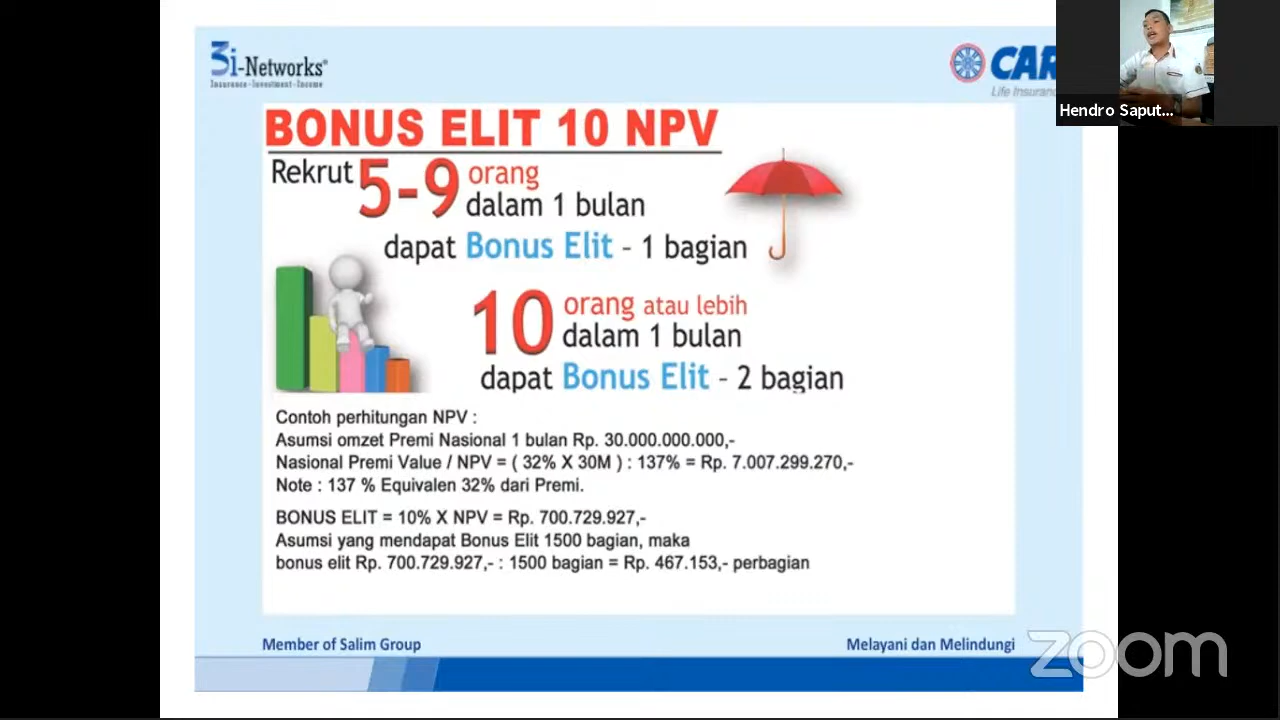 3i-Networks®
Insurance - Investment - Income
CAR
Life Insurance
Hendro Saput...
BONUS ELIT 10 NPV
Rekrut 5-9 orang
dalam 1 bulan
dapat Bonus Elit – 1 bagian
10 orang atau lebih
dalam 1 bulan
dapat Bonus Elit – 2 bagian
Contoh perhitungan NPV :
Asumsi omzet Premi Nasional 1 bulan Rp. 30.000.000.000,-
Nasional Premi Value / NPV = ( 32% X 30M ) : 137% = Rp. 7.007.299.270,-
Note : 137 % Equivalen 32% dari Premi.
BONUS ELIT = 10% X NPV = Rp. 700.729.927,-
Asumsi yang mendapat Bonus Elit 1500 bagian, maka
bonus elit Rp. 700.729.927,- : 1500 bagian = Rp. 467.153,- perbagian
Member of Salim Group
Melayani dan Melindungi
zoom